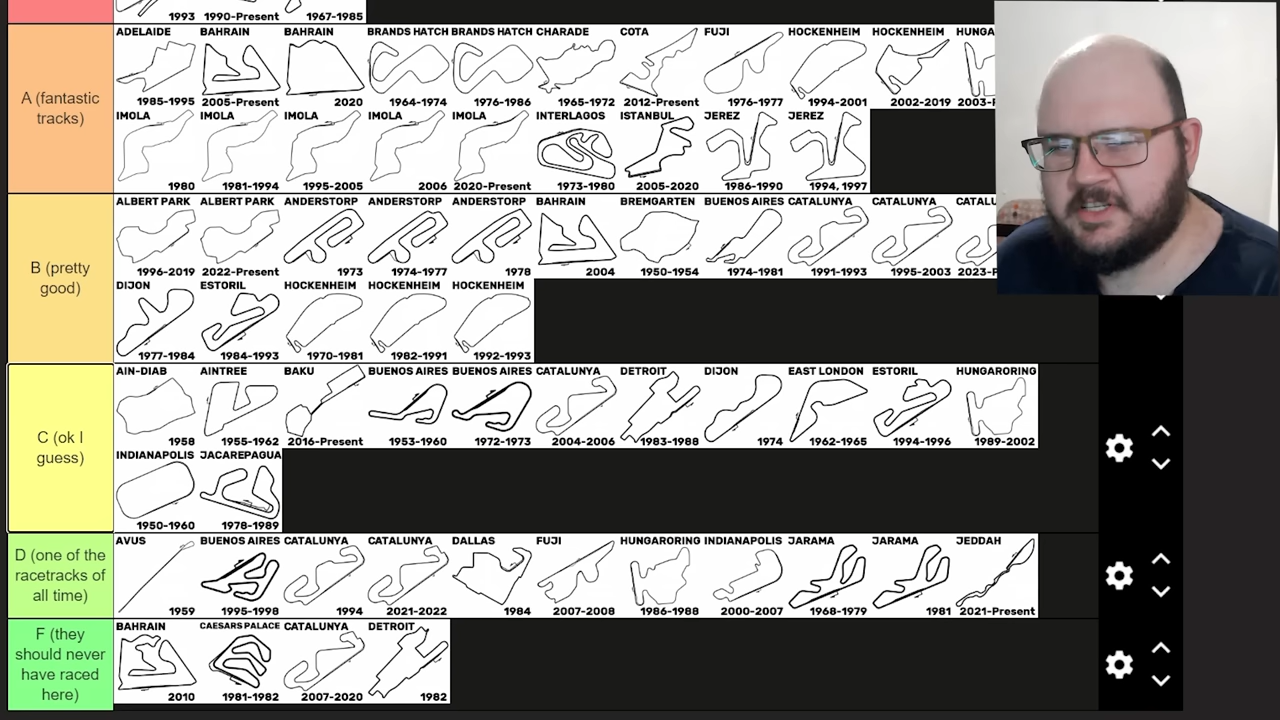 1993 1990-Present 1967-1985
A (fantastic
tracks)
ADELAIDE BAHRAIN BAHRAIN BRANDS HATCH BRANDS HATCH CHARADE COTA FUJI HOCKENHEIM HOCKENHEIM HUNGA
1985-1995 2005-Present 2020 1964-1974 1976-1986 1965-1972 2012-Present 1976-1977 1994-2001 2002-2019 2003-P
IMOLA IMOLA IMOLA IMOLA IMOLA INTERLAGOS ISTANBUL JEREZ JEREZ
1980 1981-1994 1995-2005 2006 2020-Present 1973-1980 2005-2020 1986-1990 1994, 1997
B (pretty
good)
ALBERT PARK ALBERT PARK ANDERSTORP ANDERSTORP ANDERSTORP BAHRAIN BREMGARTEN BUENOS AIRES CATALUNYA CATALUNYA CATALU
1996-2019 2022-Present 1973 1974-1977 1978 2004 1950-1954 1974-1981 1991-1993 1995-2003 2023-P
DIJON ESTORIL HOCKENHEIM HOCKENHEIM HOCKENHEIM
1977-1984 1984-1993 1970-1981 1982-1991 1992-1993
C (ok I
guess)
AIN-DIAB AINTREE BAKU BUENOS AIRES BUENOS AIRES CATALUNYA DETROIT DIJON EAST LONDON ESTORIL HUNGARORING
1958 1955-1962 2016-Present 1953-1960 1972-1973 2004-2006 1983-1988 1974 1962-1965 1994-1996 1989-2002
INDIANAPOLIS JACAREPAGUA
1950-1960 1978-1989
D (one of the
racetracks of
all time)
AVUS BUENOS AIRES CATALUNYA CATALUNYA DALLAS FUJI HUNGARORING INDIANAPOLIS JARAMA JARAMA JEDDAH
1959 1995-1998 1994 2021-2022 1984 2007-2008 1986-1988 2000-2007 1968-1979 1981 2021-Present
F (they
should never
have raced
here)
BAHRAIN CAESARS PALACE CATALUNYA DETROIT
2010 1981-1982 2007-2020 1982